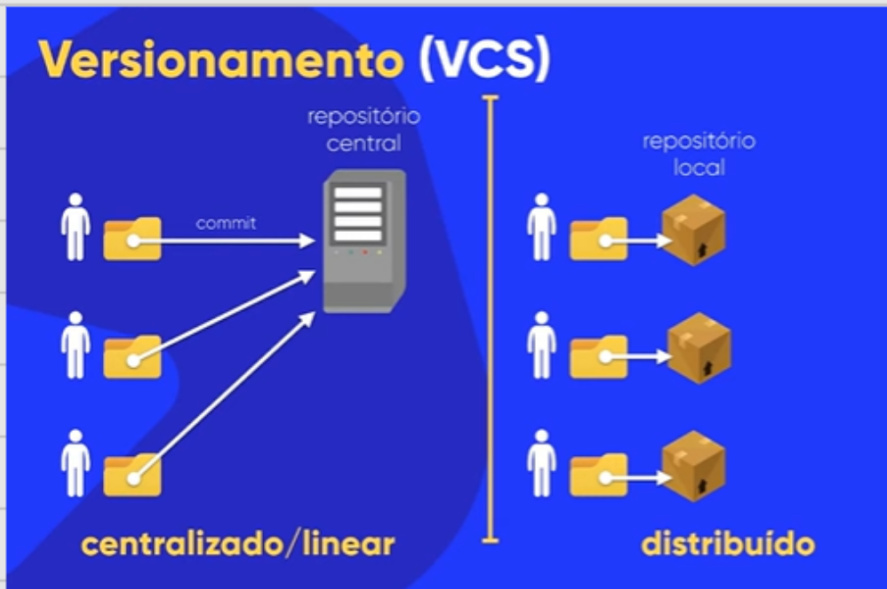 Versionamento (VCS)
repositório
central
commit
centralizado/linear
repositório
local
distribuído